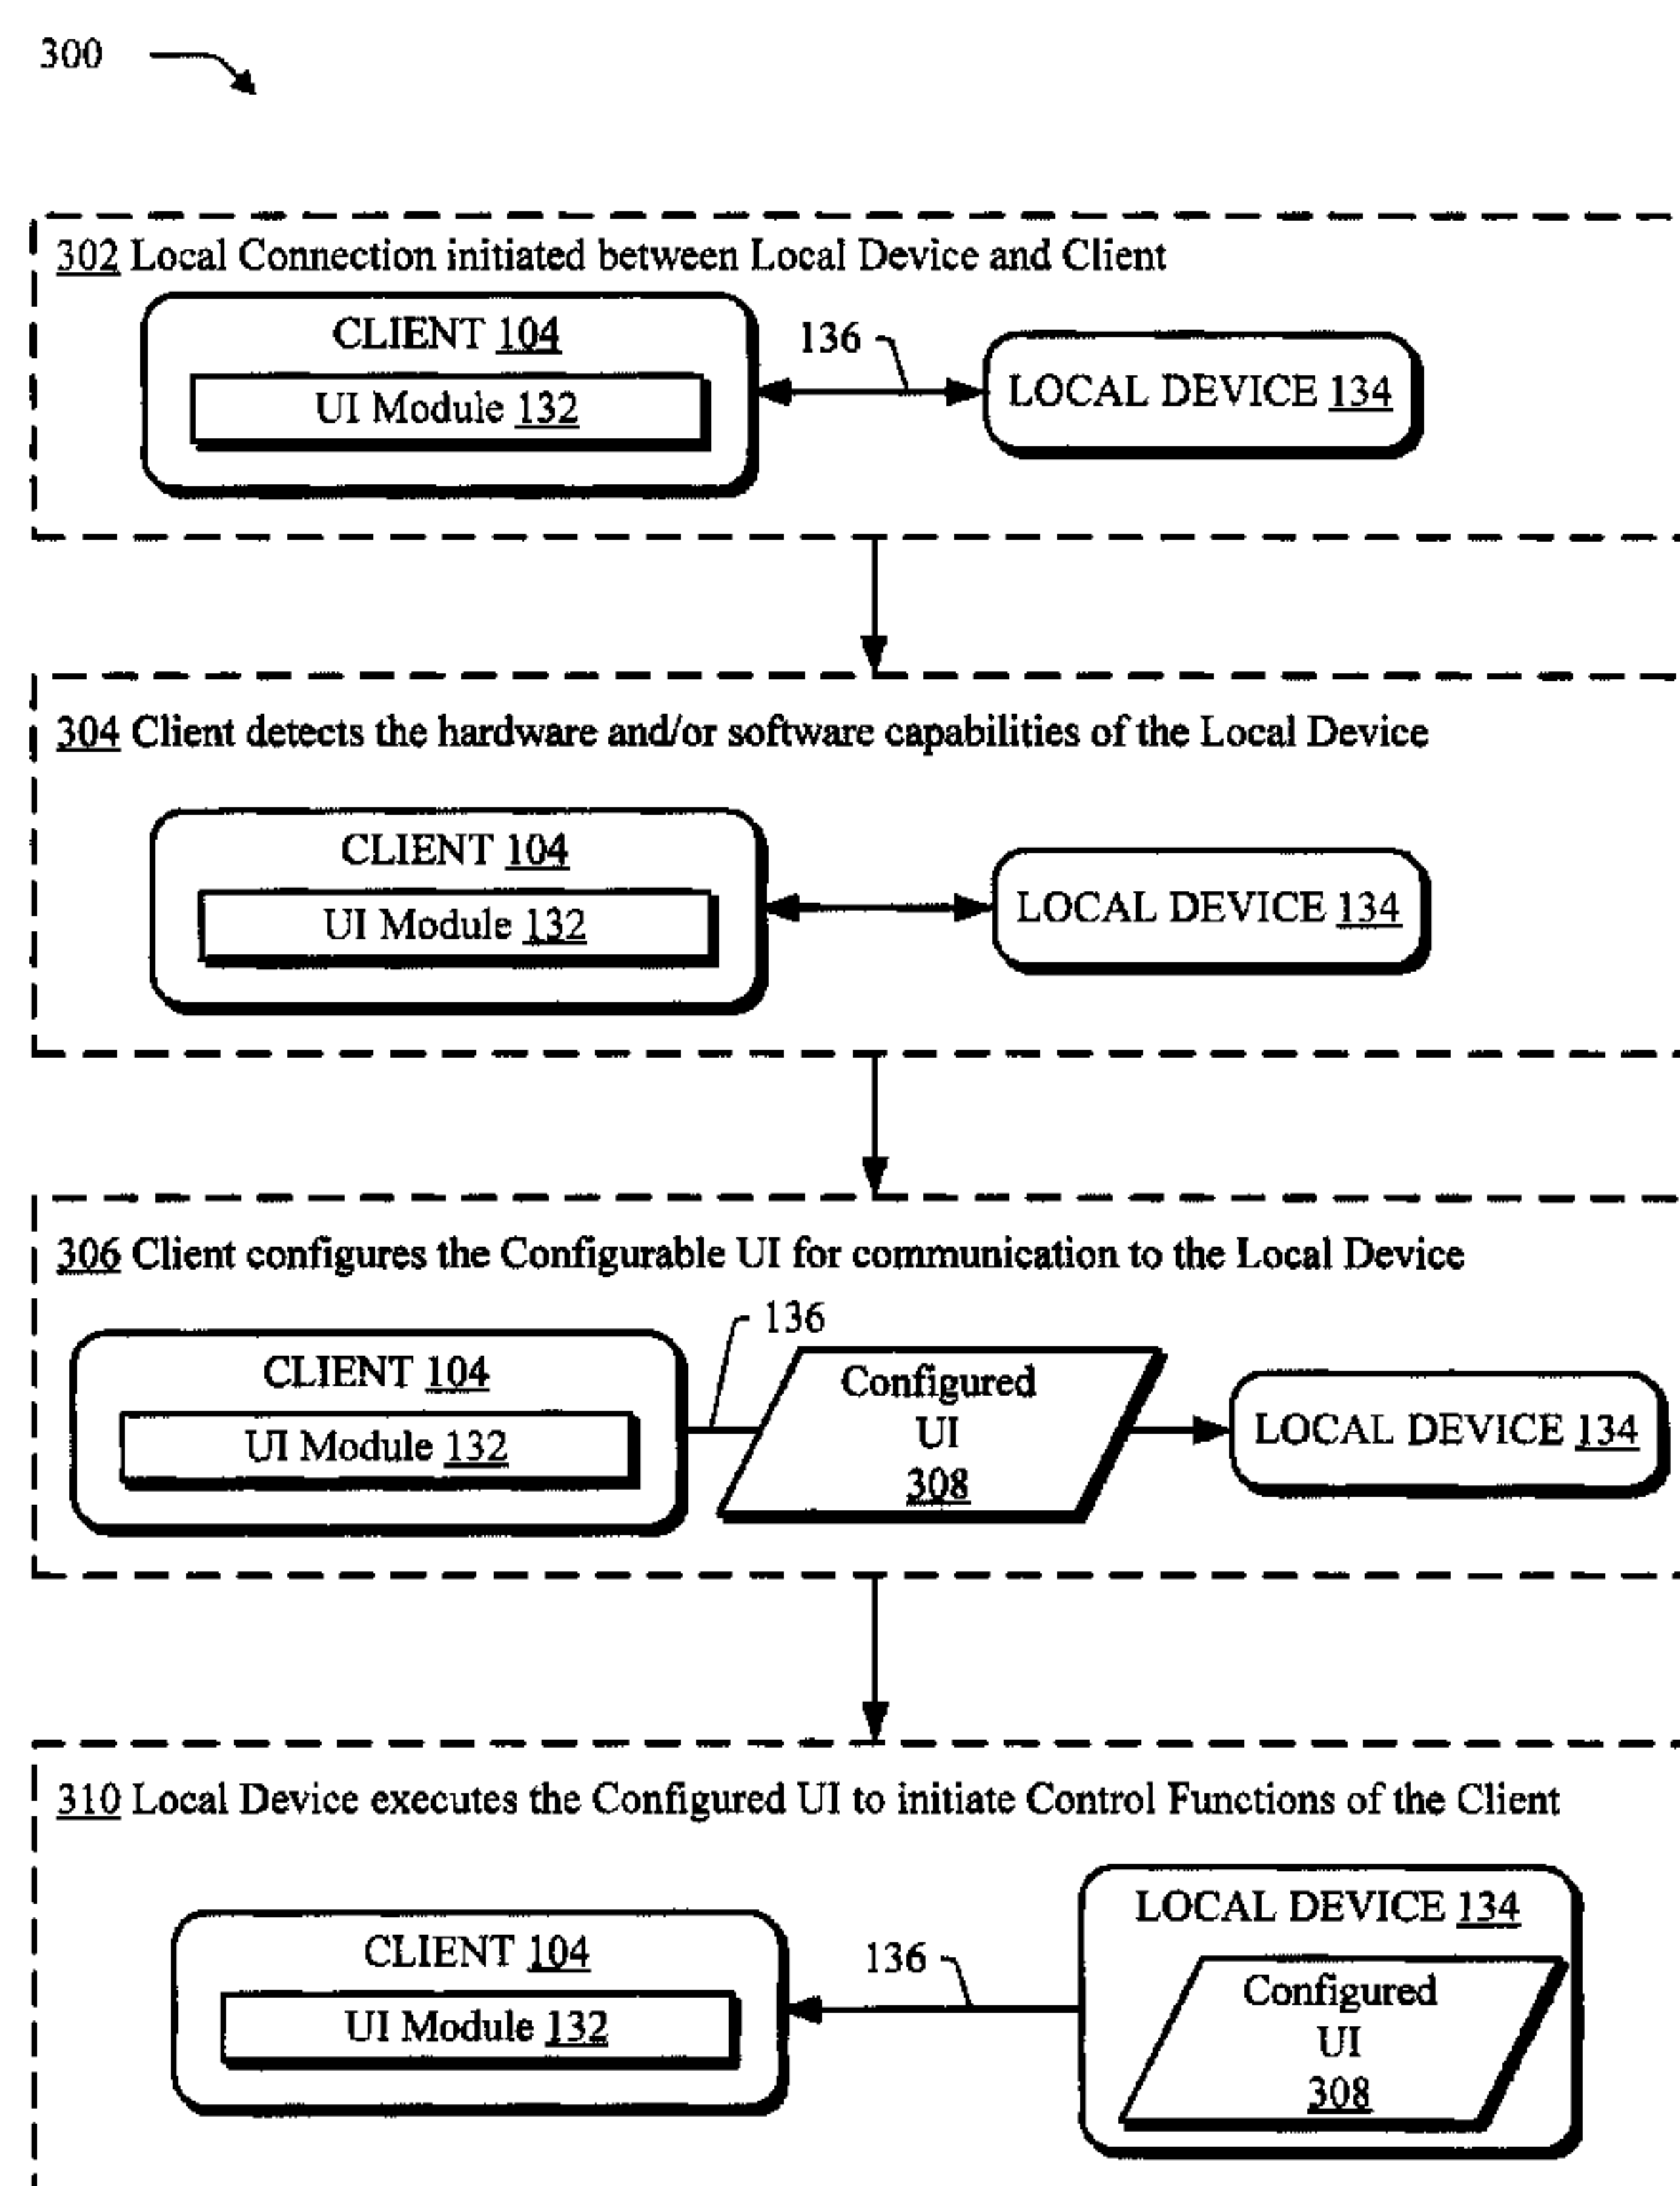 300
302 Local Connection initiated between Local Device and Client
CLIENT 104
UI Module 132
136
LOCAL DEVICE 134
304 Client detects the hardware and/or software capabilities of the Local Device
CLIENT 104
UI Module 132
LOCAL DEVICE 134
306 Client configures the Configurable UI for communication to the Local Device
136
CLIENT 104
UI Module 132
Configured
UI
308
LOCAL DEVICE 134
310 Local Device executes the Configured UI to initiate Control Functions of the Client
CLIENT 104
UI Module 132
136
LOCAL DEVICE 134
Configured
UI
308